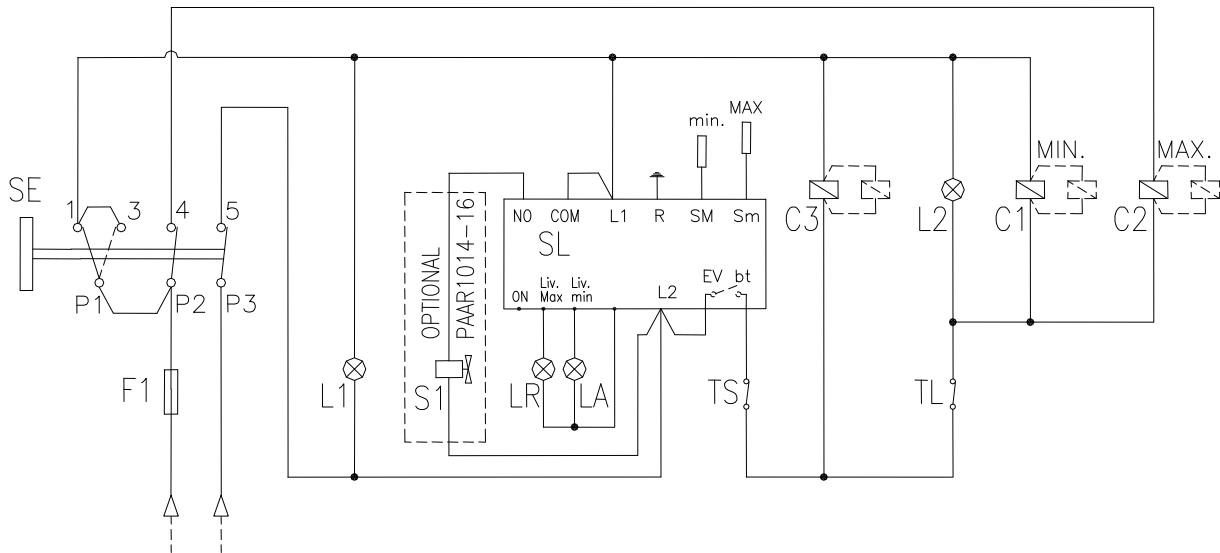 min.
MAX
MIN.
MAX.
SE
1
3
4
5
NO
COM
L1
R
SM
Sm
SL
C3
L2
C1
C2
OPTIONAL
PAAR1014-16
P1
P2
P3
ON
Liv.
Max
Liv.
min
L2
EV
bt
F1
L1
S1
LR
LA
TS
TL